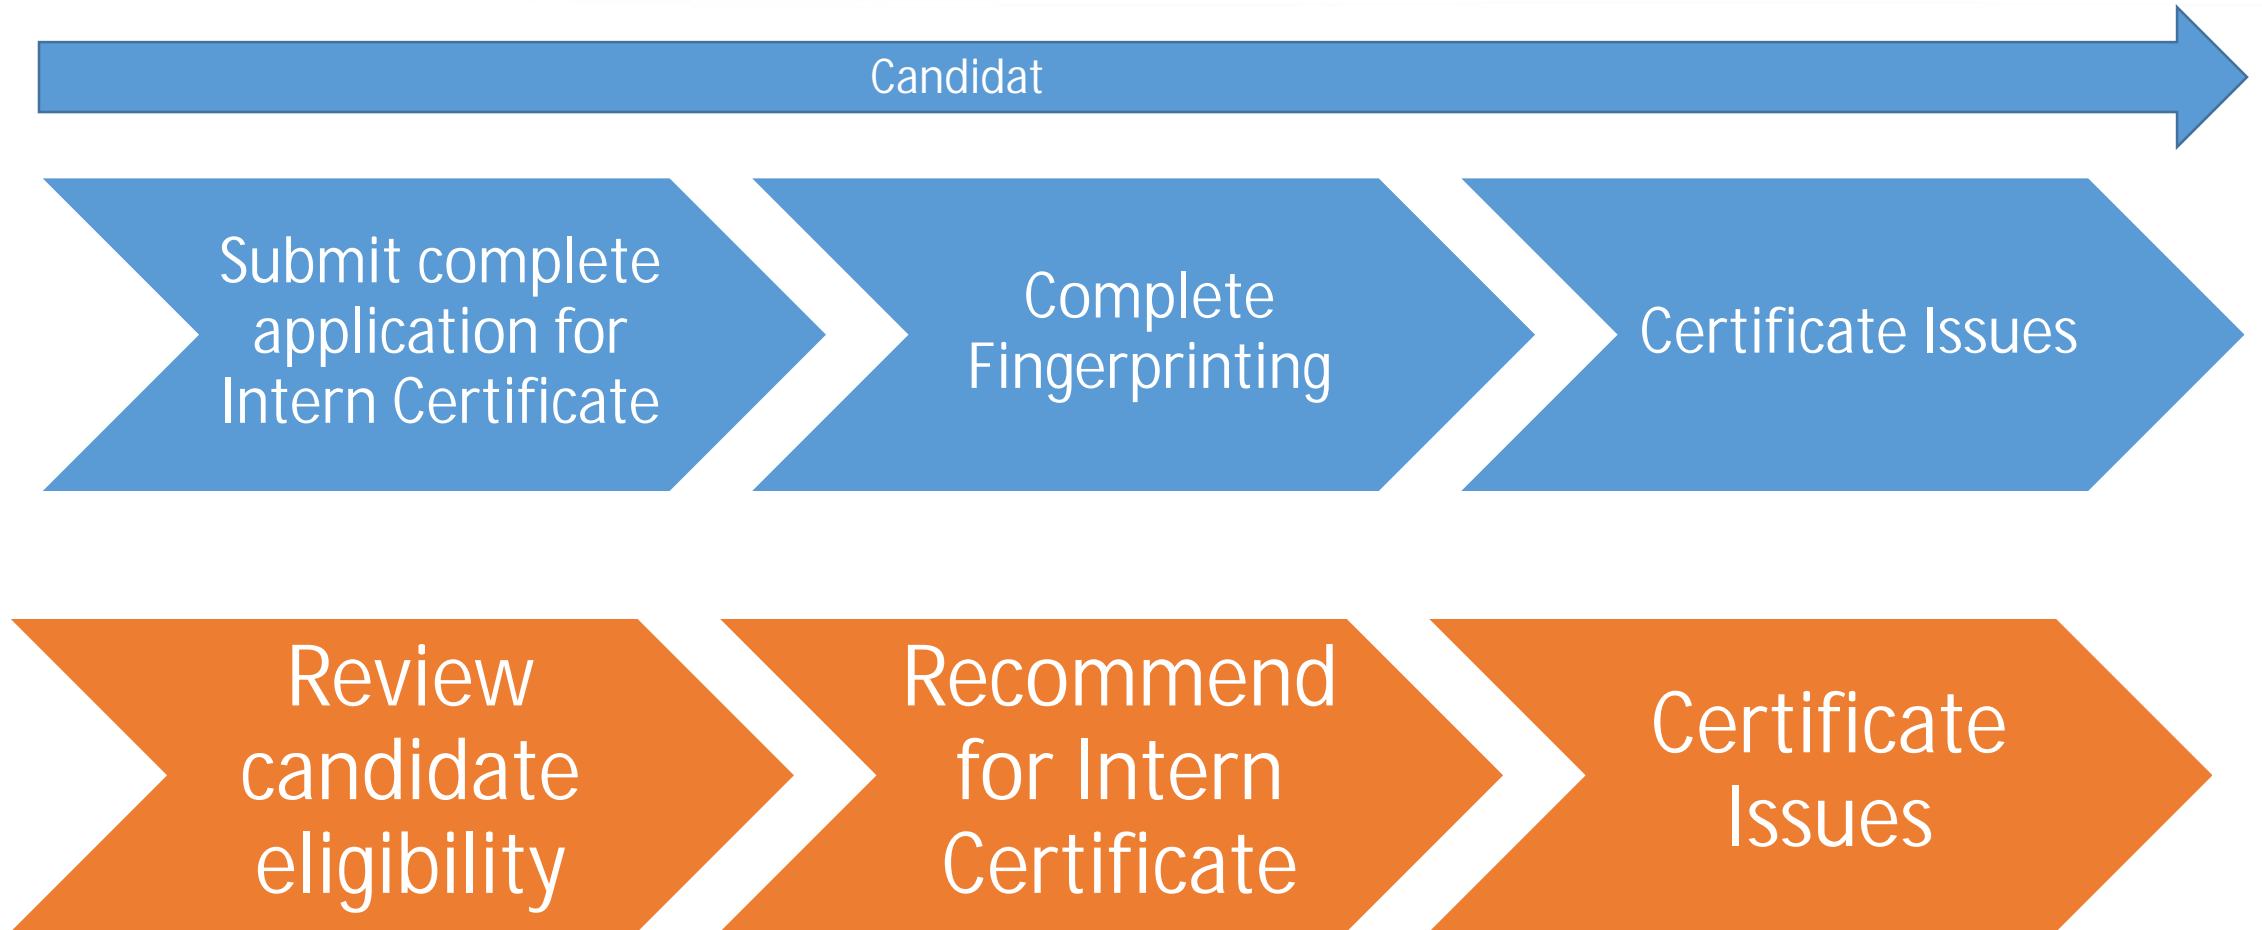 Candidat
Submit complete
application for
Intern Certificate
Complete
Fingerprinting
Certificate Issues
Review
candidate
eligibility
Recommend
for Intern
Certificate
Certificate
Issues